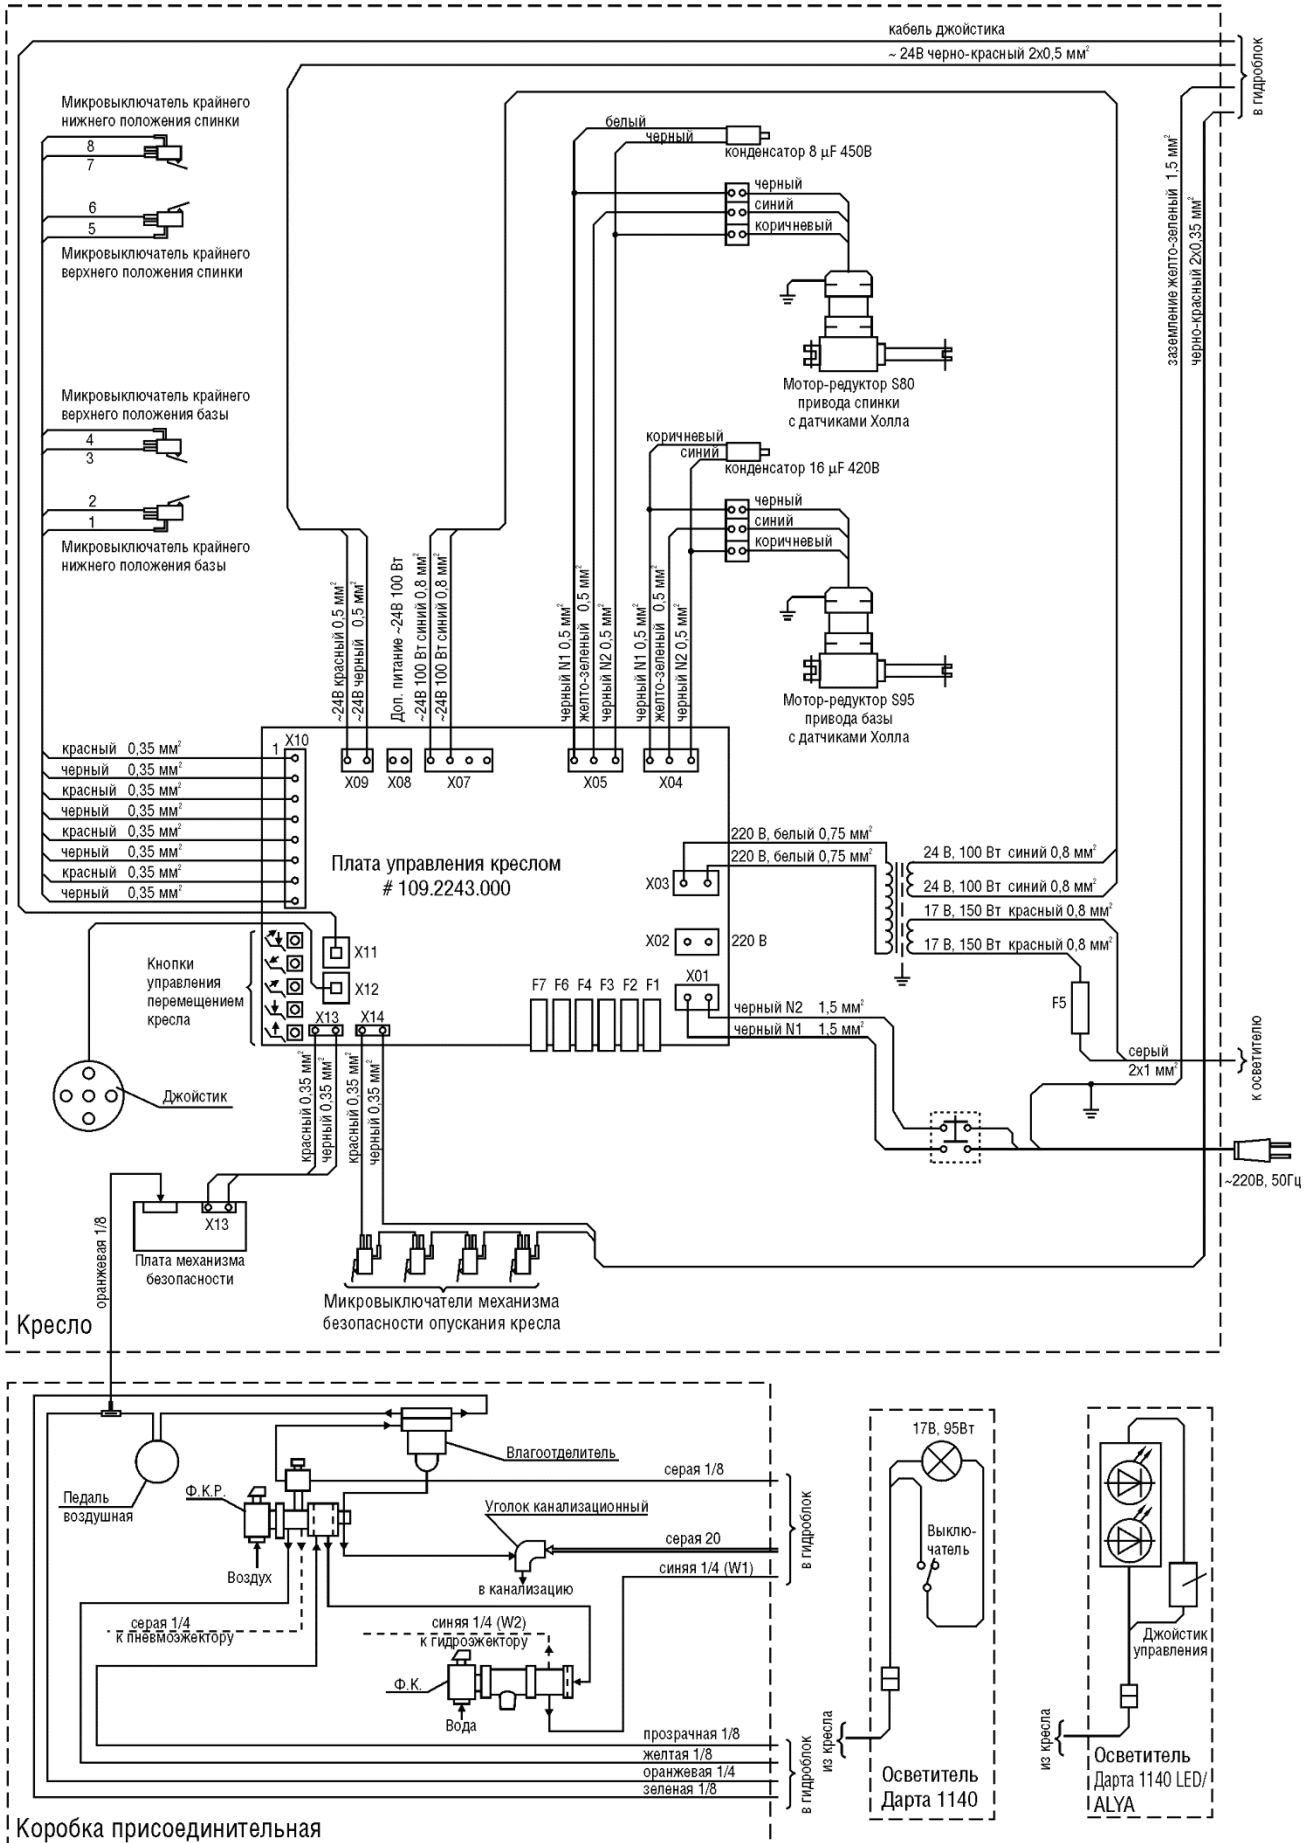 кабель джойстика
~ 24В черно-красный 2х0,5 мм²
в гидроблок
Микровыключатель крайнего
нижнего положения спинки
8
7
6
5
Микровыключатель крайнего
верхнего положения спинки
Микровыключатель крайнего
верхнего положения базы
4
3
2
1
Микровыключатель крайнего
нижнего положения базы
белый
черный
конденсатор 8 µF 450В
черный
синий
коричневый
Мотор-редуктор S80
привода спинки
с датчиками Холла
заземление желто-зеленый 1,5 мм²
черно-красный 2х0,35 мм²
коричневый
синий
конденсатор 16 µF 420В
черный
синий
коричневый
Мотор-редуктор S95
привода базы
с датчиками Холла
~24В красный 0,5 мм²
~24В черный 0,5 мм²
Доп. питание ~24В 100 Вт
~24В 100 Вт синий 0,8 мм²
~24В 100 Вт синий 0,8 мм²
черный N1 0,5 мм²
желто-зеленый 0,5 мм²
черный N2 0,5 мм²
черный N1 0,5 мм²
желто-зеленый 0,5 мм²
черный N2 0,5 мм²
красный 0,35 мм²
черный 0,35 мм²
красный 0,35 мм²
черный 0,35 мм²
красный 0,35 мм²
черный 0,35 мм²
красный 0,35 мм²
черный 0,35 мм²
1
X10
X09
X08
X07
X05
X04
Плата управления креслом
# 109.2243.000
X03
220 В, белый 0,75 мм²
220 В, белый 0,75 мм²
24 В, 100 Вт синий 0,8 мм²
24 В, 100 Вт синий 0,8 мм²
17 В, 150 Вт красный 0,8 мм²
17 В, 150 Вт красный 0,8 мм²
X02
220 В
X11
X12
X13
X14
Кнопки
управления
перемещением
кресла
F7 F6 F4 F3 F2 F1
X01
черный N2 1,5 мм²
черный N1 1,5 мм²
F5
серый
2х1 мм²
к осветителю
~220В, 50Гц
Джойстик
красный 0,35 мм²
черный 0,35 мм²
красный 0,35 мм²
черный 0,35 мм²
оранжевая 1/8
X13
Плата механизма
безопасности
Микровыключатели механизма
безопасности опускания кресла
Кресло
Влагоотделитель
Педаль
воздушная
Ф.К.Р.
Воздух
серая 1/8
Уголок канализационный
серая 20
синяя 1/4 (W1)
в канализацию
в гидроблок
серая 1/4
к пневмоэжектору
синяя 1/4 (W2)
к гидроэжектору
Ф.К.
Вода
прозрачная 1/8
желтая 1/8
оранжевая 1/4
зеленая 1/8
в гидроблок
Коробка присоединительная
17В, 95Вт
Выклю-
чатель
из кресла
Осветитель
Дарта 1140
Джойстик
управления
из кресла
Осветитель
Дарта 1140 LED/
ALYA